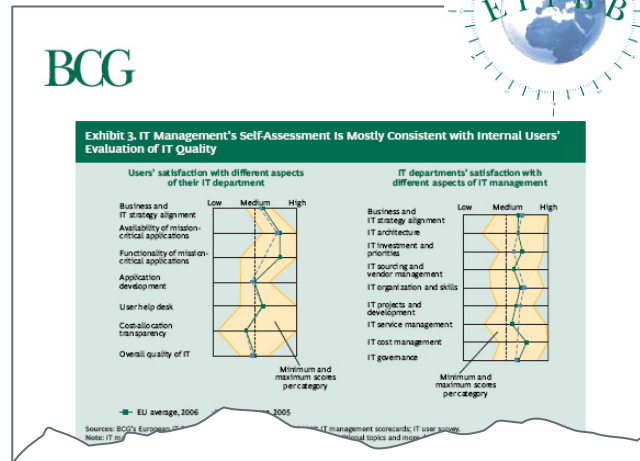 E T T B B
BCG
Exhibit 3. IT Management's Self-Assessment Is Mostly Consistent with Internal Users'
Evaluation of IT Quality
Users' satisfaction with different aspects
of their IT department
Low Medium High
Business and
IT strategy alignment
Availability of mission-
critical applications
Functionality of mission-
critical applications
Application
development
User help desk
Cost-allocation
transparency
Overall quality of IT
Minimum and
maximum scores
per category
EU average, 2006
2005
IT departments' satisfaction with
different aspects of IT management
Low Medium High
Business and
IT strategy alignment
IT architecture
IT investment and
priorities
IT sourcing and
vendor management
IT organization and skills
IT projects and
development
IT service management
IT cost management
IT governance
Minimum and
maximum scores
per category
Sources: BCG's European IT
IT management scorecards; IT user survey.
Note: IT
topics and more